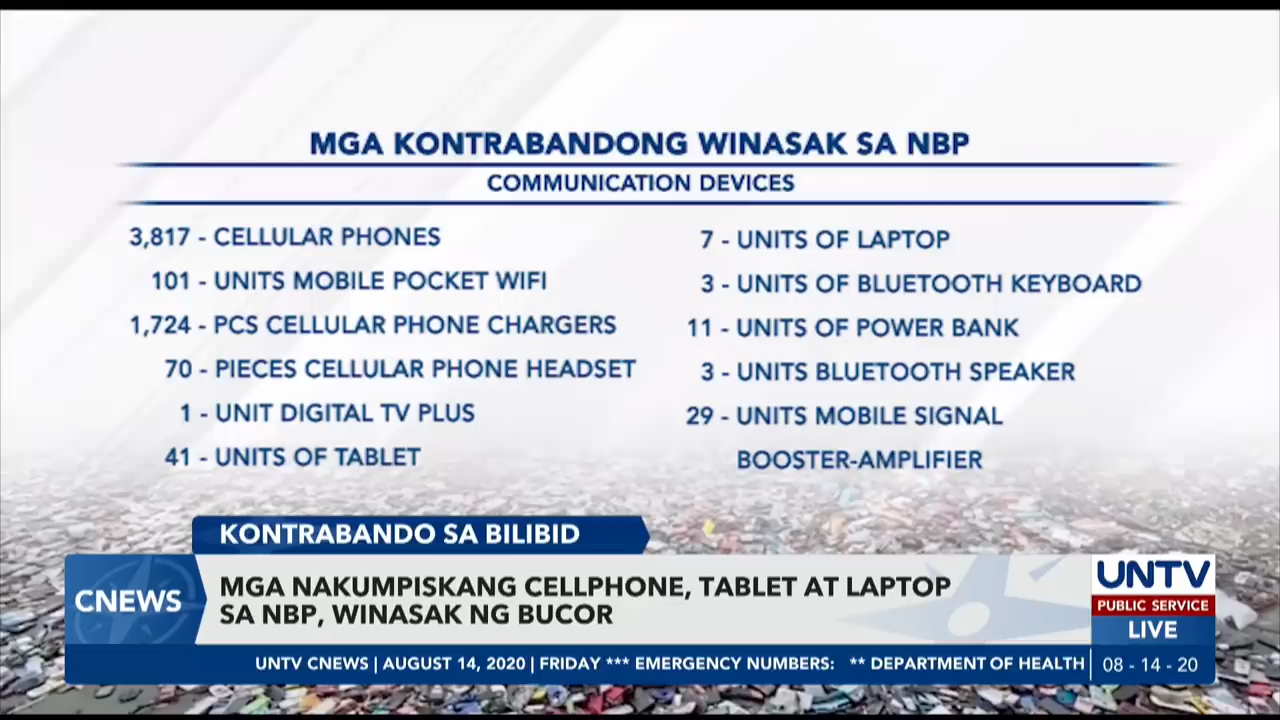 MGA KONTRABANDONG WINASAK SA NBP
COMMUNICATION DEVICES
3,817 - CELLULAR PHONES
101 - UNITS MOBILE POCKET WIFI
1,724 - PCS CELLULAR PHONE CHARGERS
70 - PIECES CELLULAR PHONE HEADSET
1 - UNIT DIGITAL TV PLUS
41 - UNITS OF TABLET
7 - UNITS OF LAPTOP
3 - UNITS OF BLUETOOTH KEYBOARD
11 - UNITS OF POWER BANK
3 - UNITS BLUETOOTH SPEAKER
29 - UNITS MOBILE SIGNAL
BOOSTER-AMPLIFIER
KONTRABANDO SA BILIBID
CNEWS
MGA NAKUMPISKANG CELLPHONE, TABLET AT LAPTOP
SA NBP, WINASAK NG BUCOR
UNTV
PUBLIC SERVICE
LIVE
UNTV CNEWS | AUGUST 14, 2020 | FRIDAY *** EMERGENCY NUMBERS: ** DEPARTMENT OF HEALTH
08 - 14 - 20